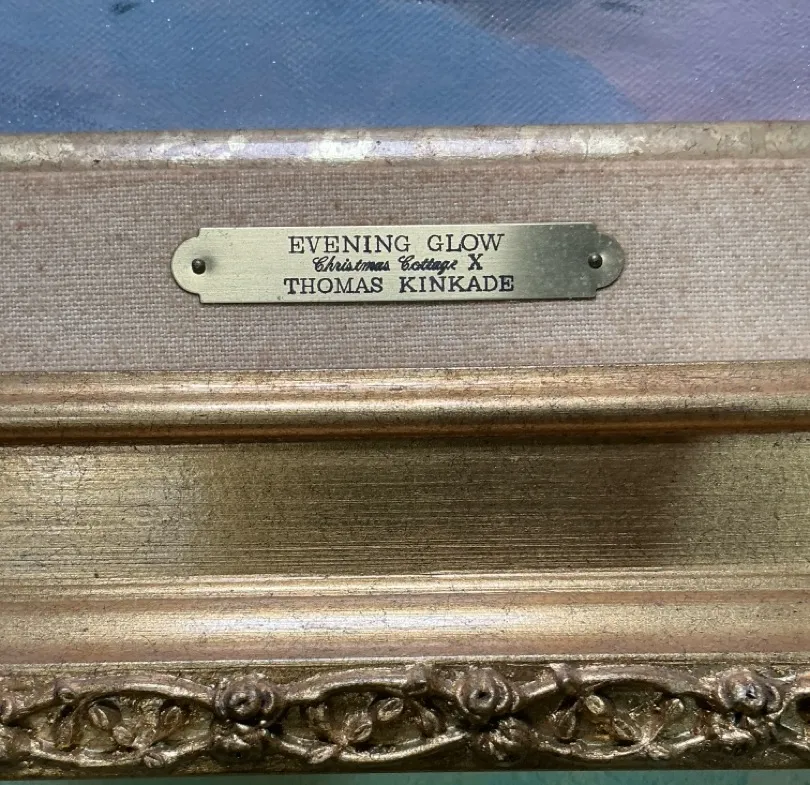 EVENING GLOW
Christmas Cottage X
THOMAS KINKADE